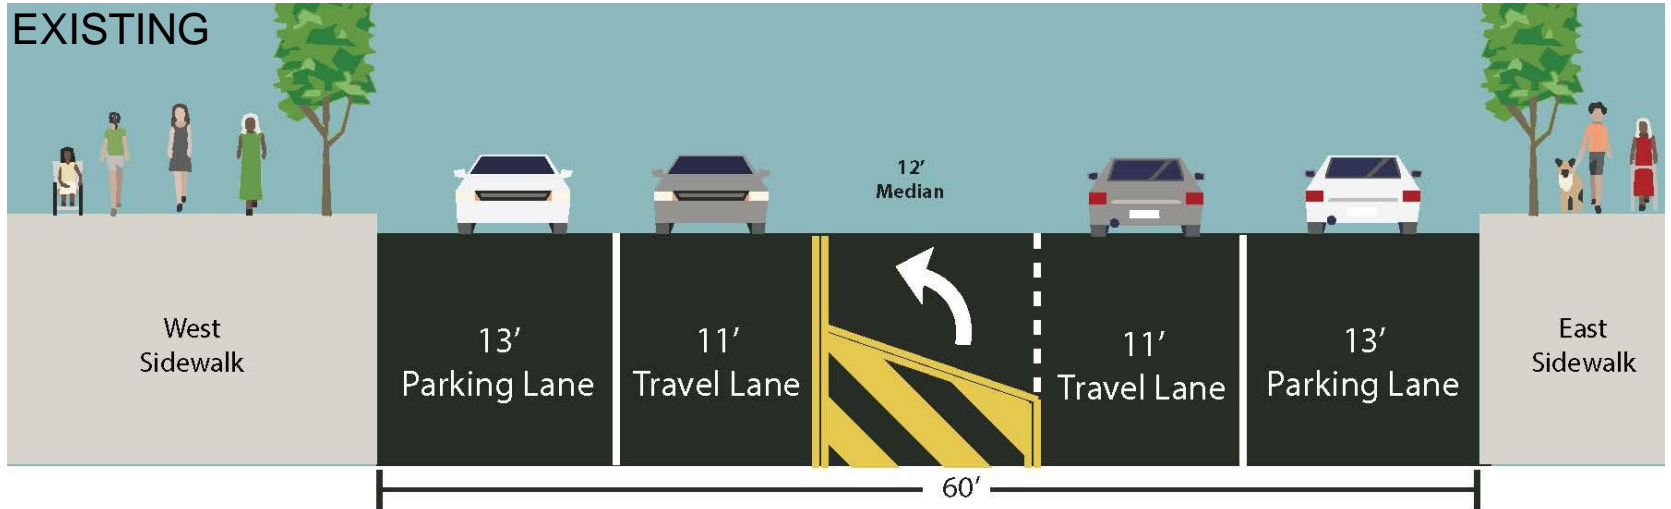 EXISTING
12′
Median
West
Sidewalk
13′
Parking Lane
11′
Travel Lane
11′
Travel Lane
13′
Parking Lane
East
Sidewalk
60′